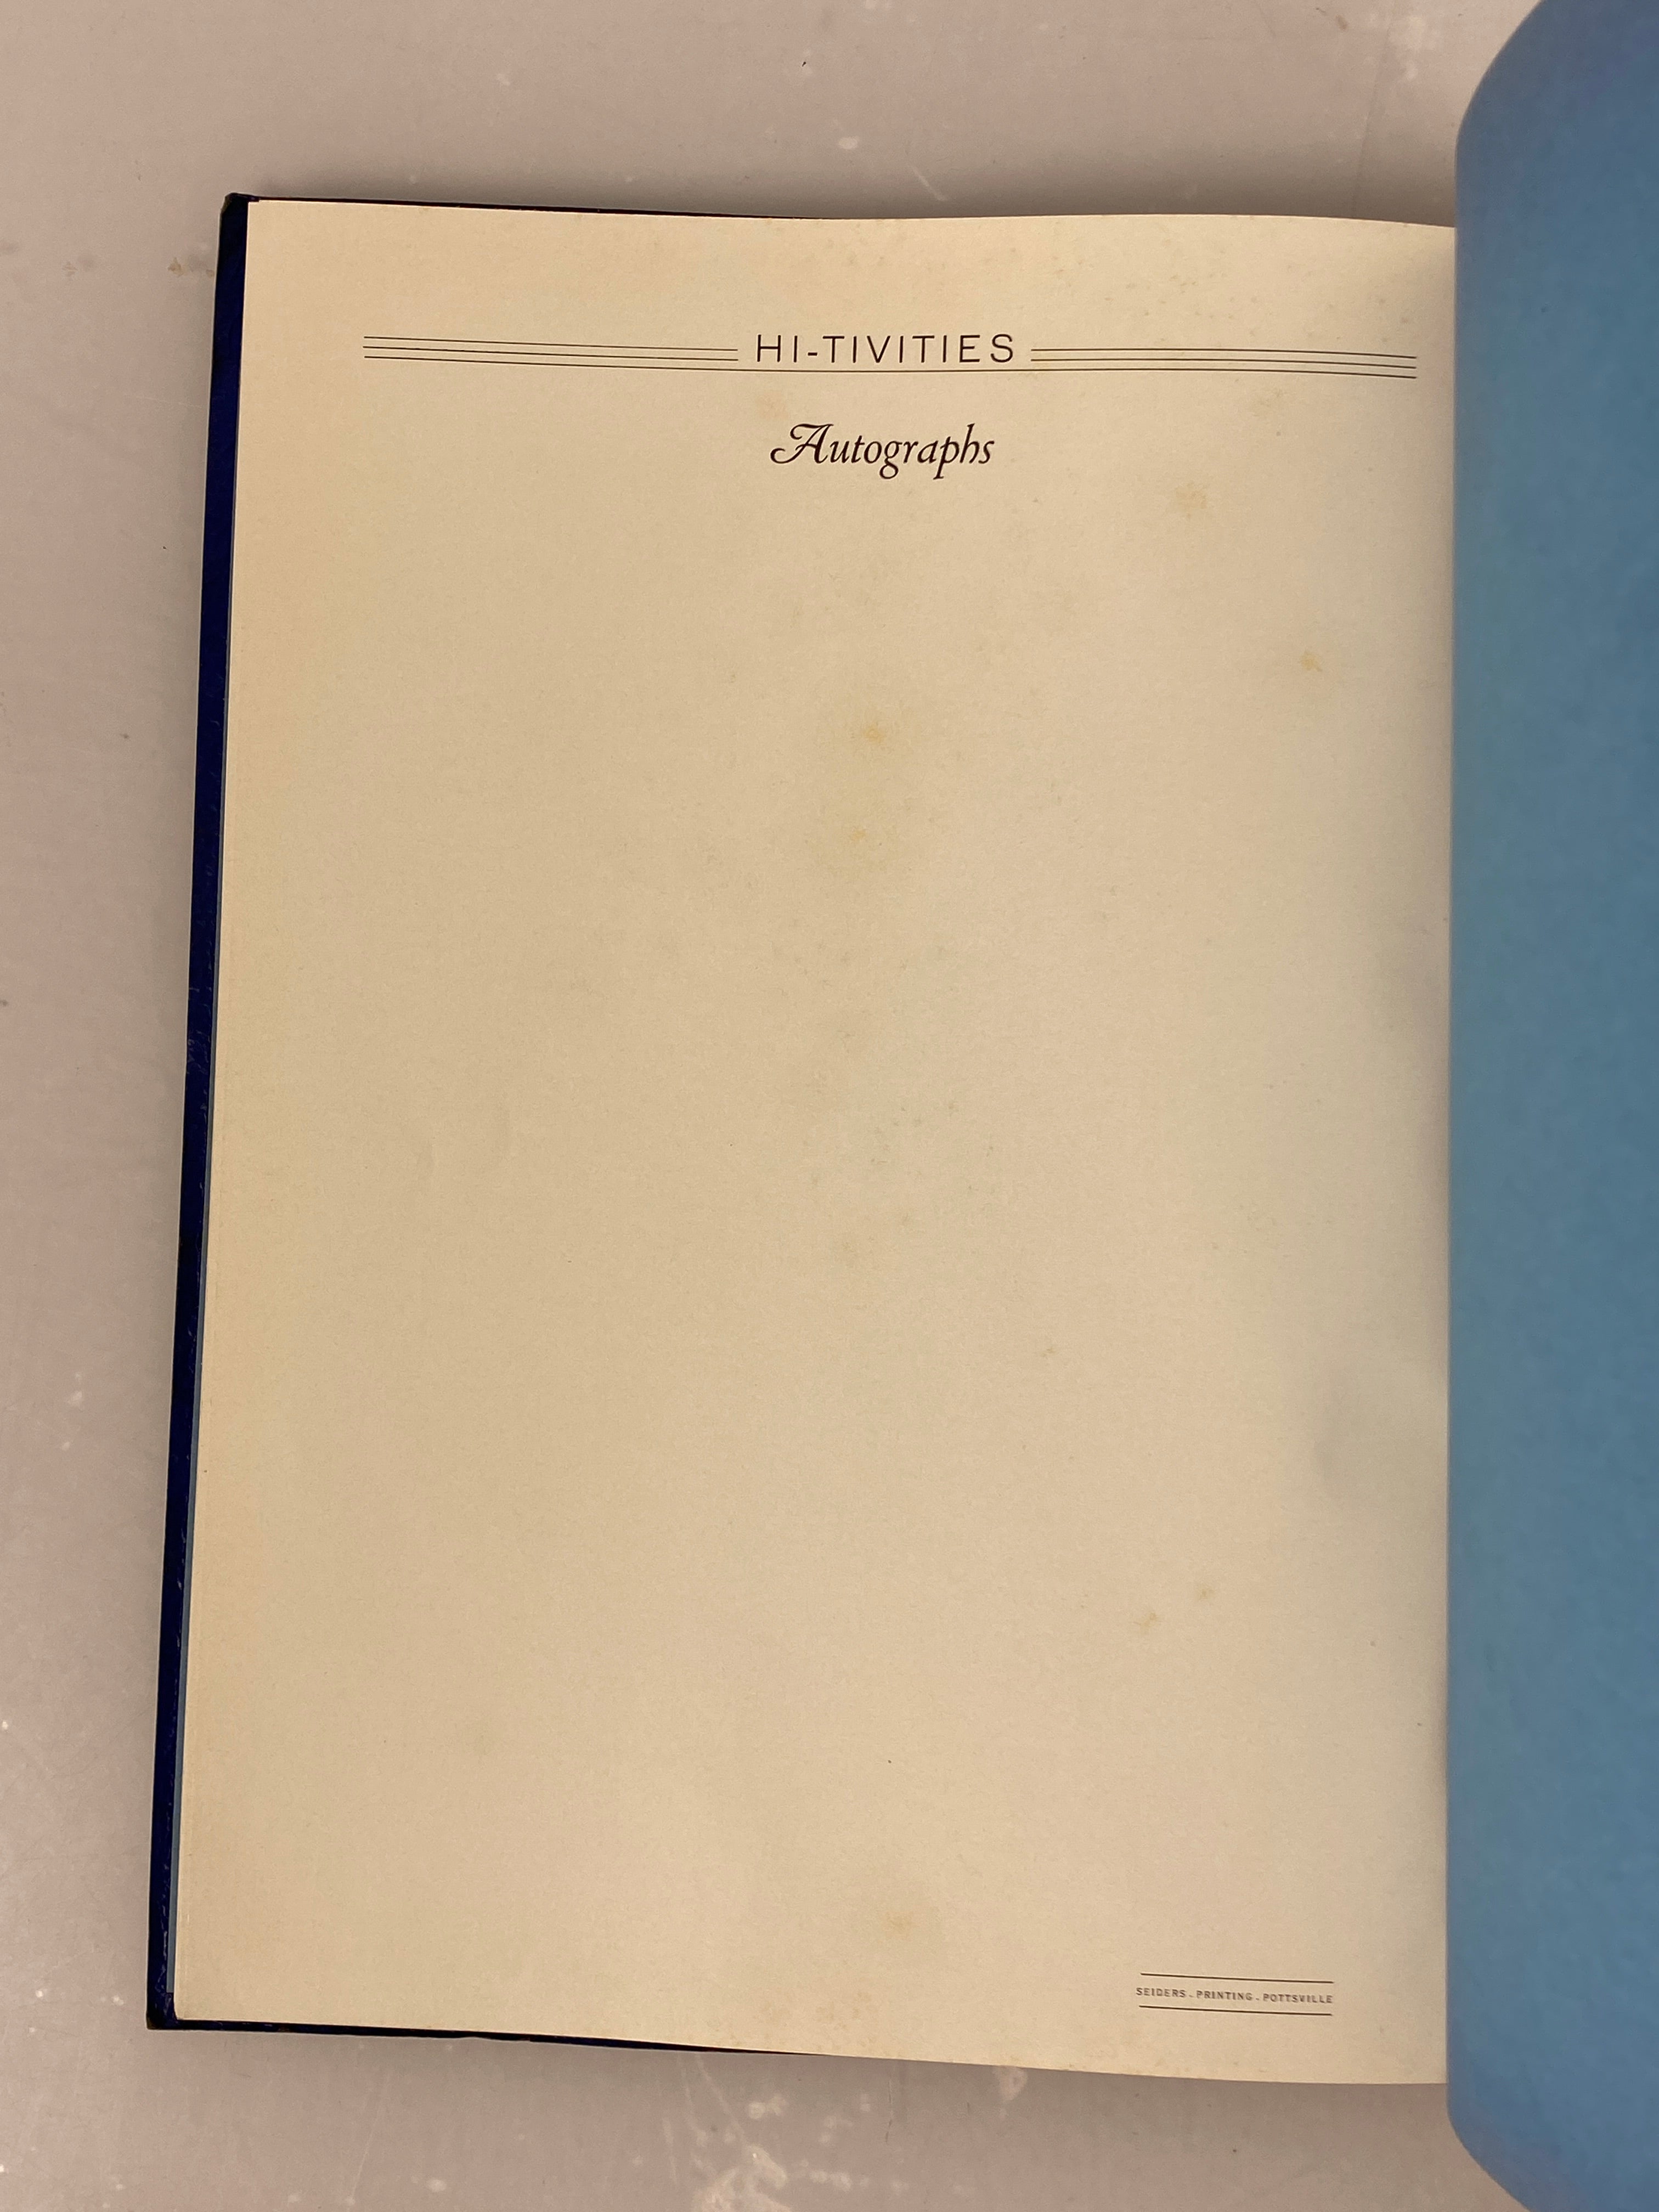 HI-TIVITIES
Autographs
SEIDERS . PRINTING . POTTSVILLE